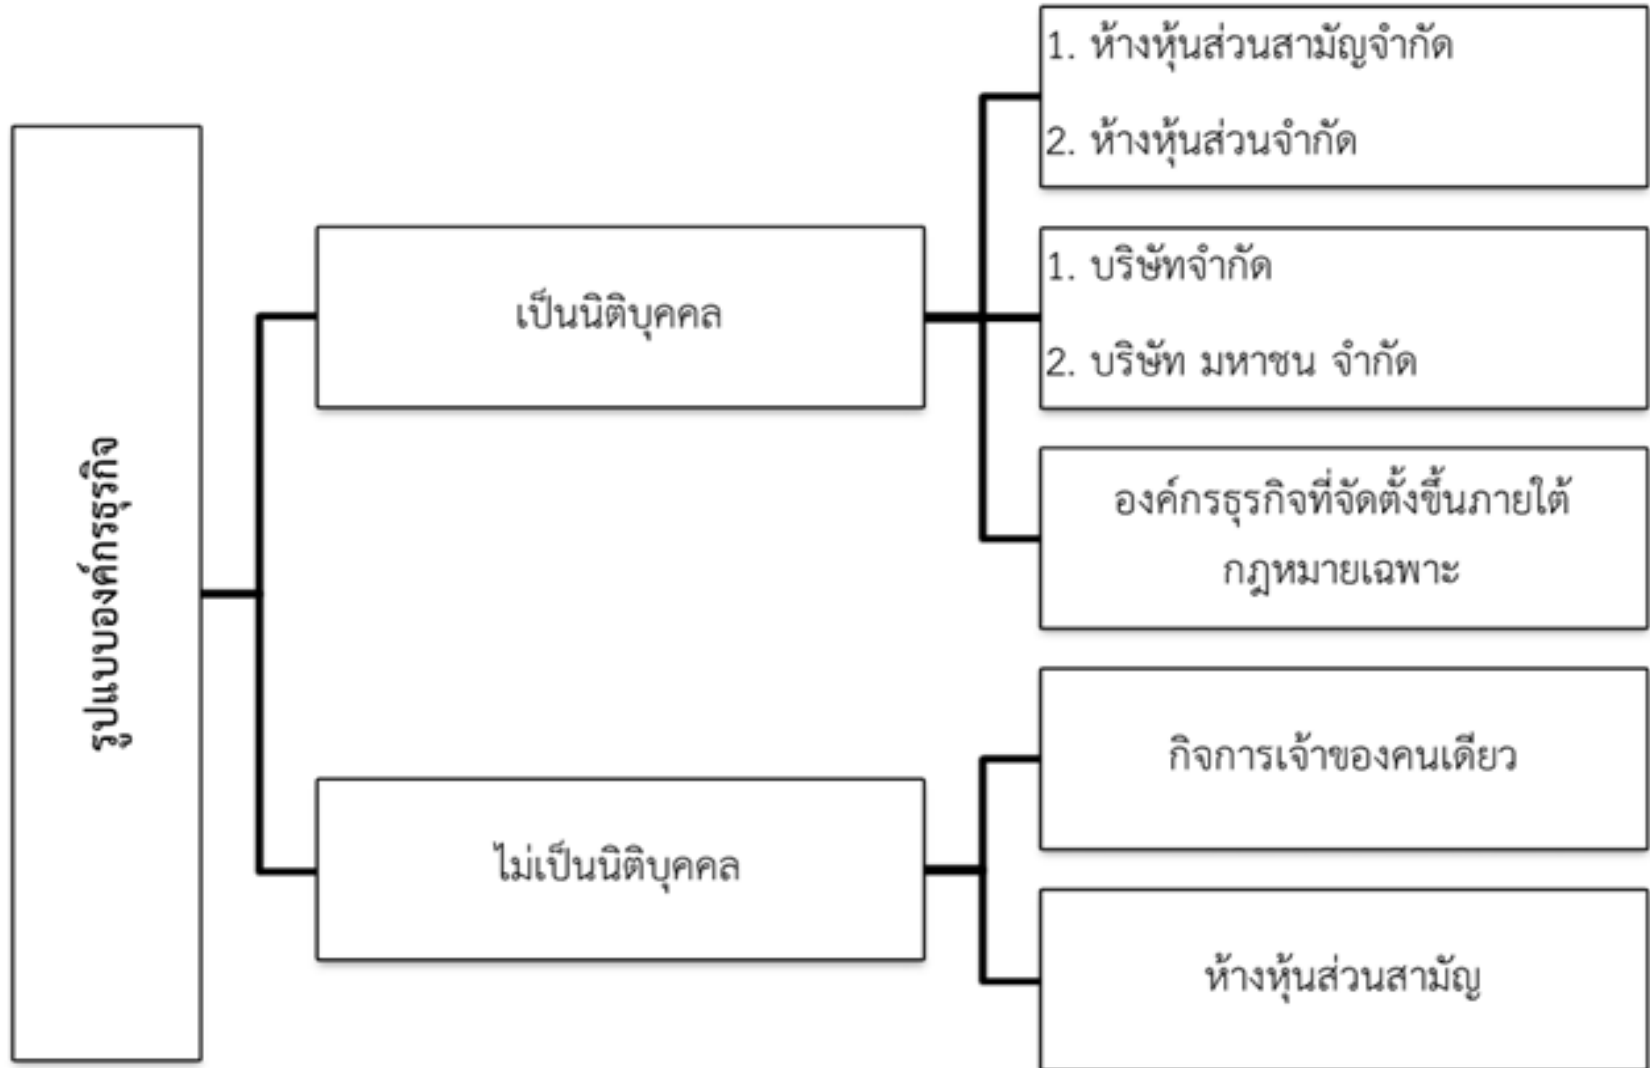 รูปแบบองค์กรธุรกิจ
เป็นนิติบุคคล
1. ห้างหุ้นส่วนสามัญจำกัด
2. ห้างหุ้นส่วนจำกัด
1. บริษัทจำกัด
2. บริษัท มหาชน จำกัด
องค์กรธุรกิจที่จัดตั้งขึ้นภายใต้
กฎหมายเฉพาะ
ไม่เป็นนิติบุคคล
กิจการเจ้าของคนเดียว
ห้างหุ้นส่วนสามัญ